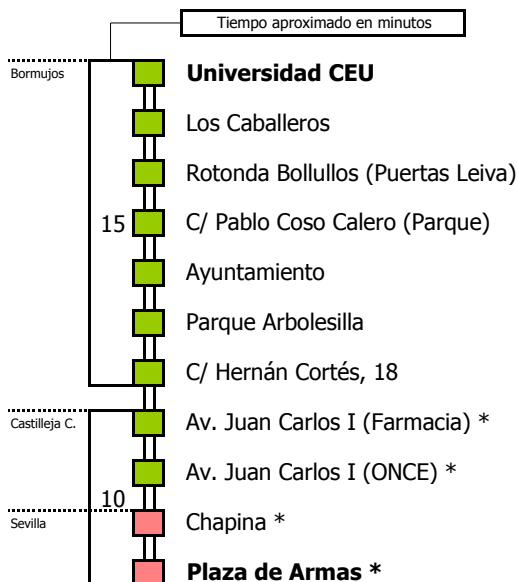 Tiempo aproximado en minutos
Bormujos
Universidad CEU
Los Caballeros
Rotonda Bollullos (Puertas Leiva)
15
C/ Pablo Coso Calero (Parque)
Ayuntamiento
Parque Arbolesilla
C/ Hernán Cortés, 18
Castilleja C.
Av. Juan Carlos I (Farmacia) *
Av. Juan Carlos I (ONCE) *
10
Sevilla
Chapina *
Plaza de Armas *